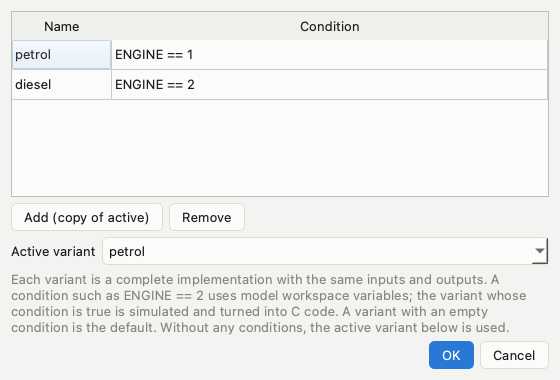 Name Condition
petrol ENGINE == 1
diesel ENGINE == 2
Add (copy of active) Remove
Active variant petrol
Each variant is a complete implementation with the same inputs and outputs. A
condition such as ENGINE == 2 uses model workspace variables; the variant whose
condition is true is simulated and turned into C code. A variant with an empty
condition is the default. Without any conditions, the active variant below is used.
OK Cancel